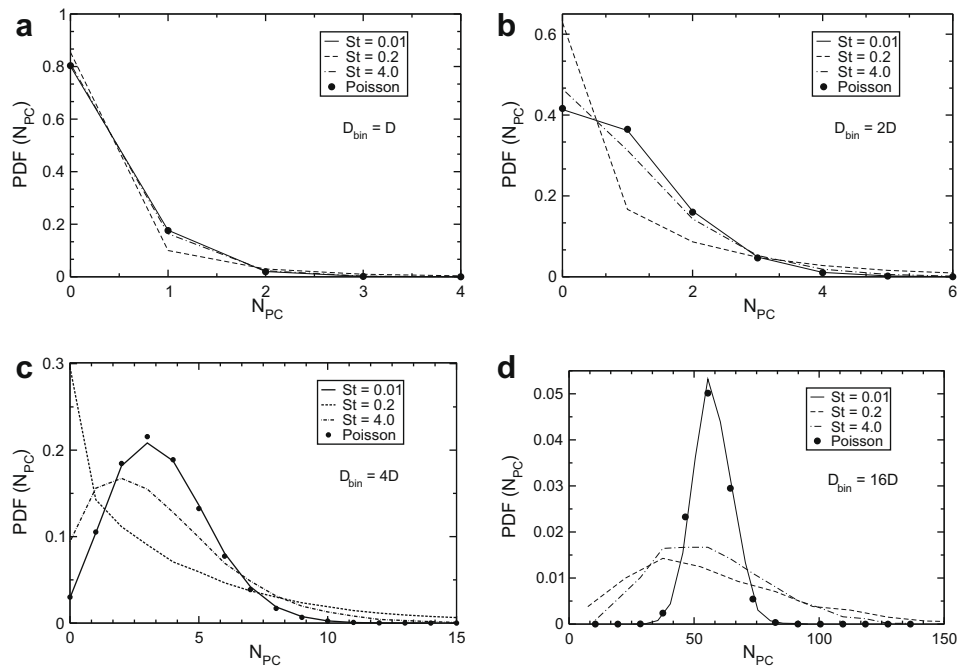 a
PDF (N_PC)
1
0.8
0.6
0.4
0.2
0
St = 0.01
St = 0.2
St = 4.0
Poisson
D_bin = D
0 1 2 3 4
N_PC
b
PDF (N_PC)
0.6
0.4
0.2
0
St = 0.01
St = 0.2
St = 4.0
Poisson
D_bin = 2D
0 2 4 6
N_PC
c
PDF (N_PC)
0.3
0.2
0.1
0
St = 0.01
St = 0.2
St = 4.0
Poisson
D_bin = 4D
0 5 10 15
N_PC
d
PDF (N_PC)
0.05
0.04
0.03
0.02
0.01
0
St = 0.01
St = 0.2
St = 4.0
Poisson
D_bin = 16D
0 50 100 150
N_PC